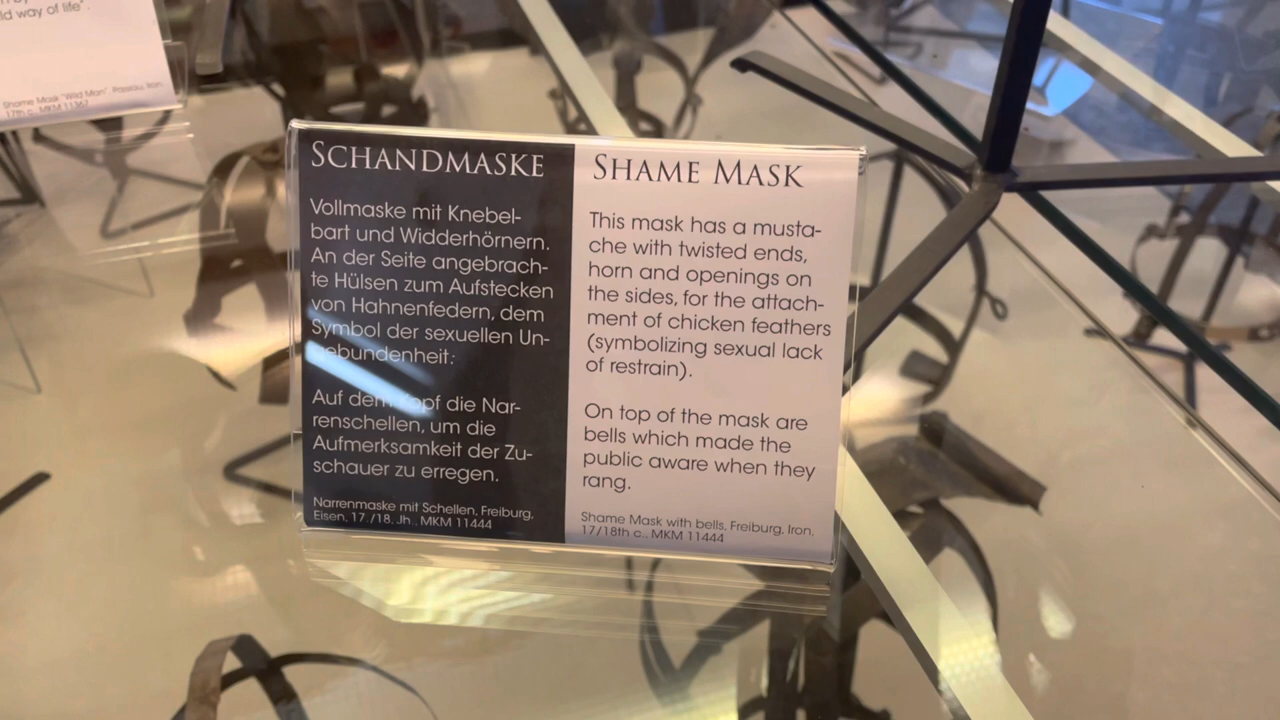 ld way of life".
Shame Mask "Wild Man", Passau, Iron,
17th c., MKM 11367
SCHANDMASKE
Vollmaske mit Knebel-
bart und Widderhörnern.
An der Seite angebrach-
te Hülsen zum Aufstecken
von Hahnenfedern, dem
Symbol der sexuellen Un-
gebundenheit;
Auf dem Kopf die Nar-
renschellen, um die
Aufmerksamkeit der Zu-
schauer zu erregen.
Narrenmaske mit Schellen, Freiburg,
Eisen, 17./18. Jh., MKM 11444
SHAME MASK
This mask has a musta-
che with twisted ends,
horn and openings on
the sides, for the attach-
ment of chicken feathers
(symbolizing sexual lack
of restrain).
On top of the mask are
bells which made the
public aware when they
rang.
Shame Mask with bells, Freiburg, Iron,
17/18th c., MKM 11444